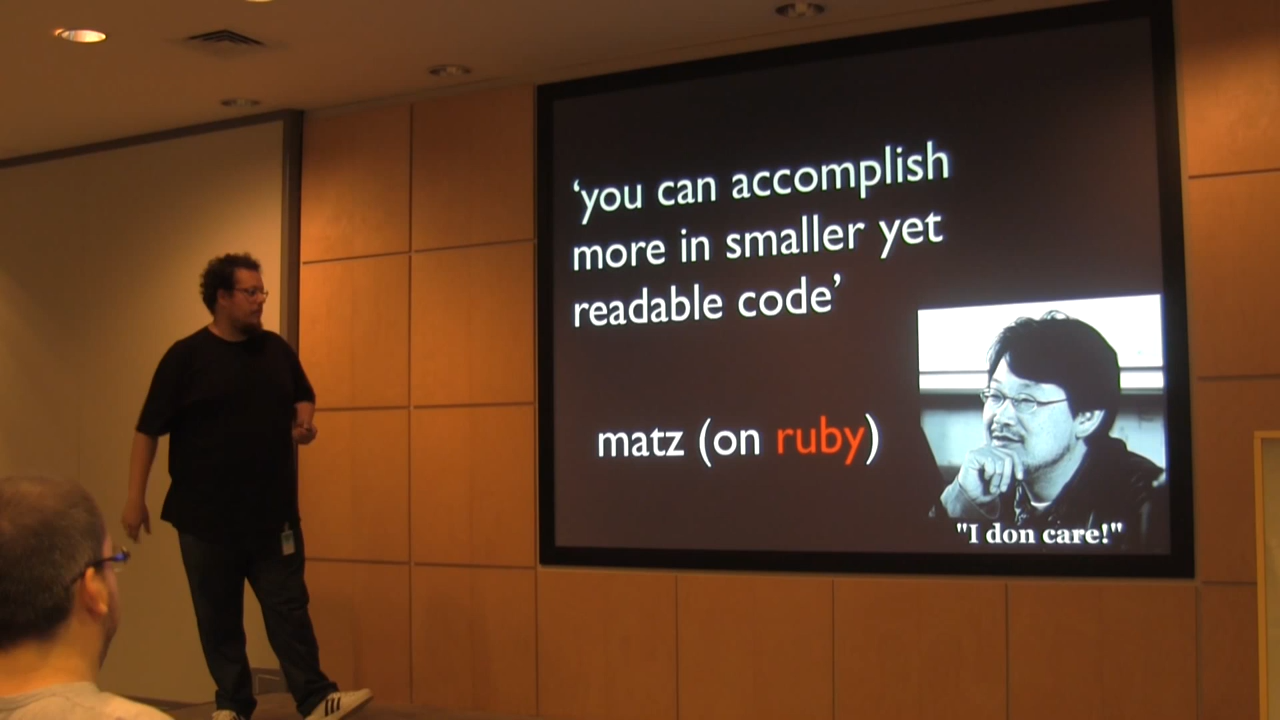 ‘you can accomplish
more in smaller yet
readable code’
matz (on ruby)
"I don care!"